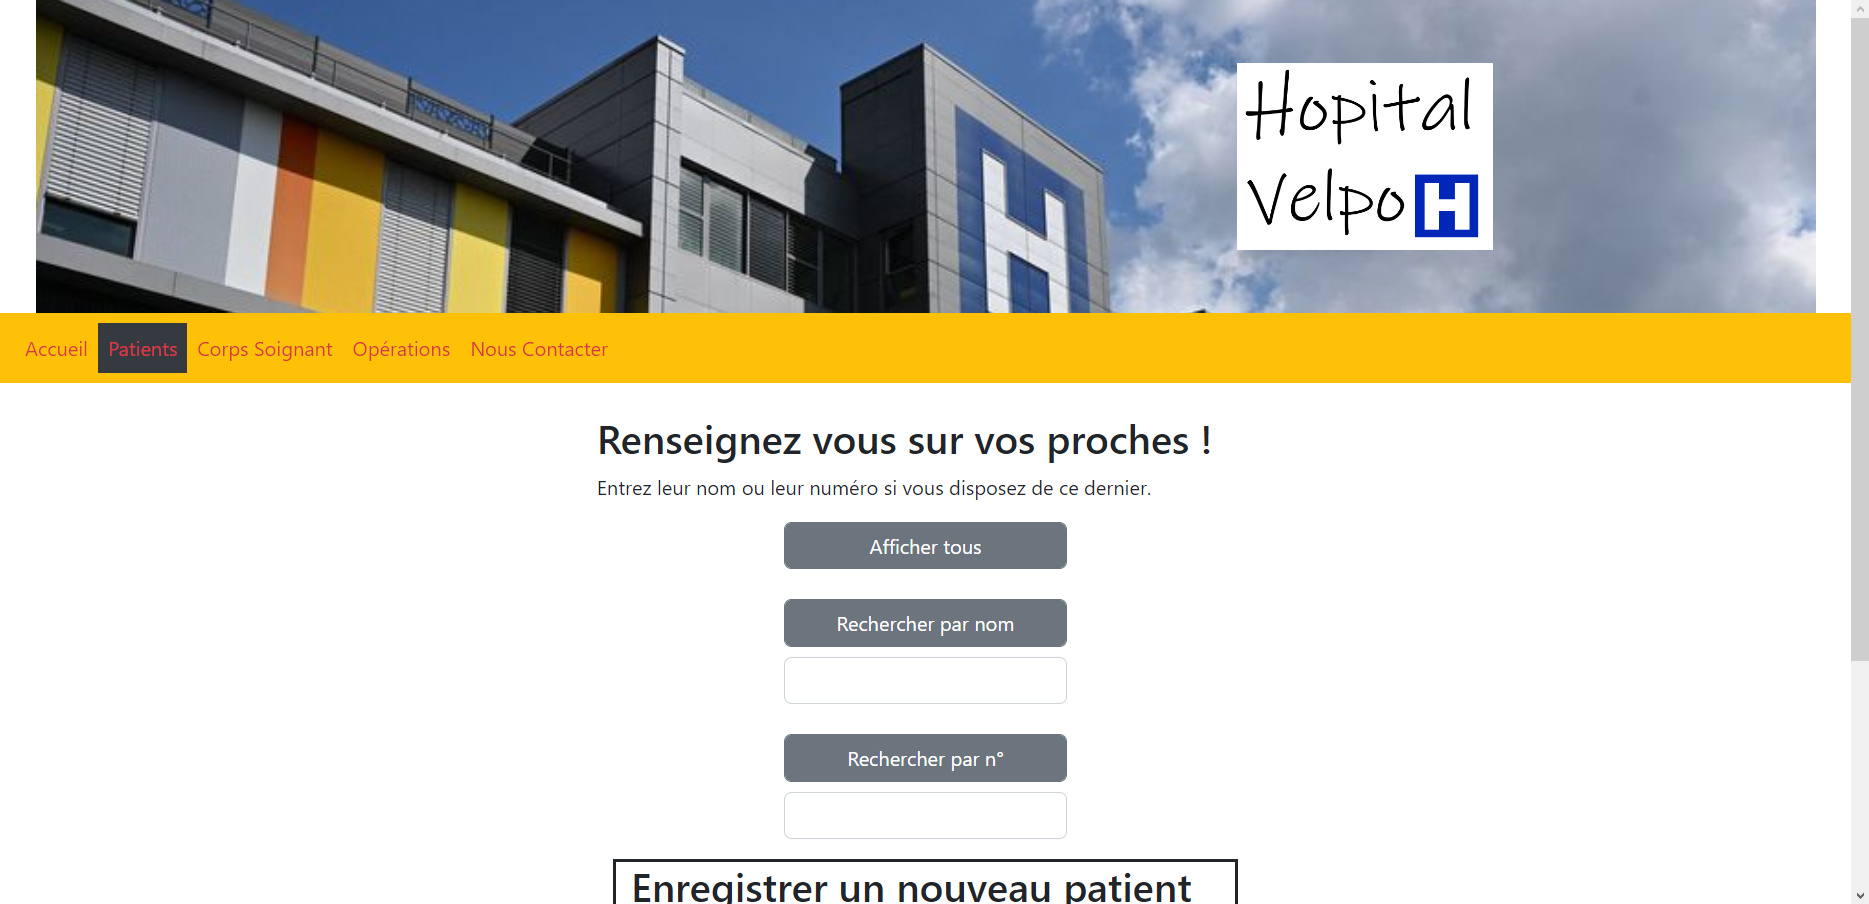 Hopital
Velpo H
H
Accueil Patients Corps Soignant Opérations Nous Contacter
Renseignez vous sur vos proches !
Entrez leur nom ou leur numéro si vous disposez de ce dernier.
Afficher tous
Rechercher par nom
Rechercher par n°
Enregistrer un nouveau patient